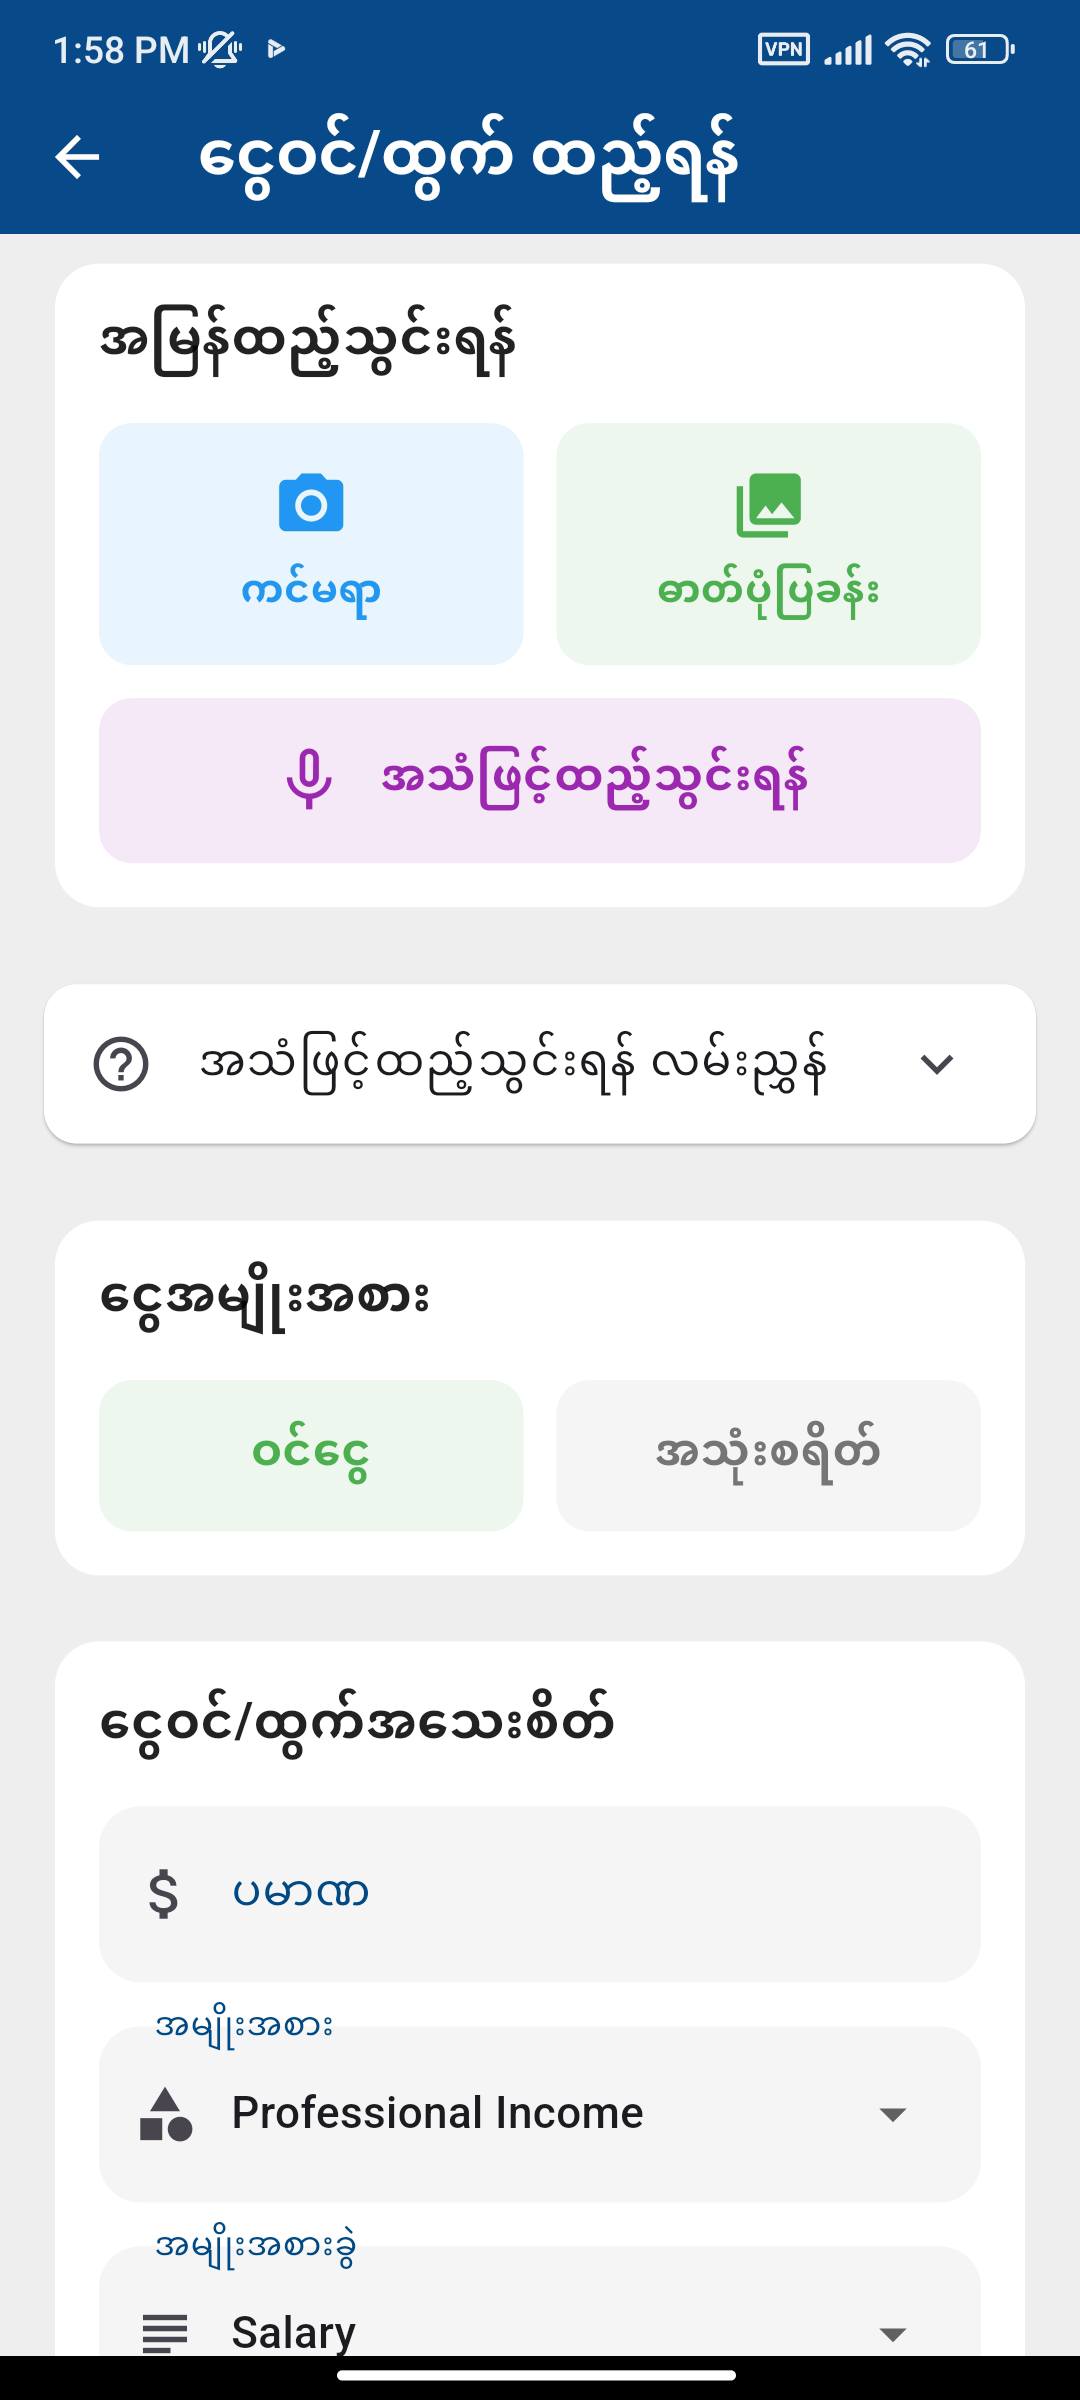 1:58 PM VPN 61
ငွေဝင်/ထွက် ထည့်ရန်
အမြန်ထည့်သွင်းရန်
ကင်မရာ ဓာတ်ပုံပြခန်း
အသံဖြင့်ထည့်သွင်းရန်
အသံဖြင့်ထည့်သွင်းရန် လမ်းညွှန်
ငွေအမျိုးအစား
ဝင်ငွေ အသုံးစရိတ်
ငွေဝင်/ထွက်အသေးစိတ်
ပမာဏ
အမျိုးအစား
Professional Income
အမျိုးအစားခွဲ
Salary